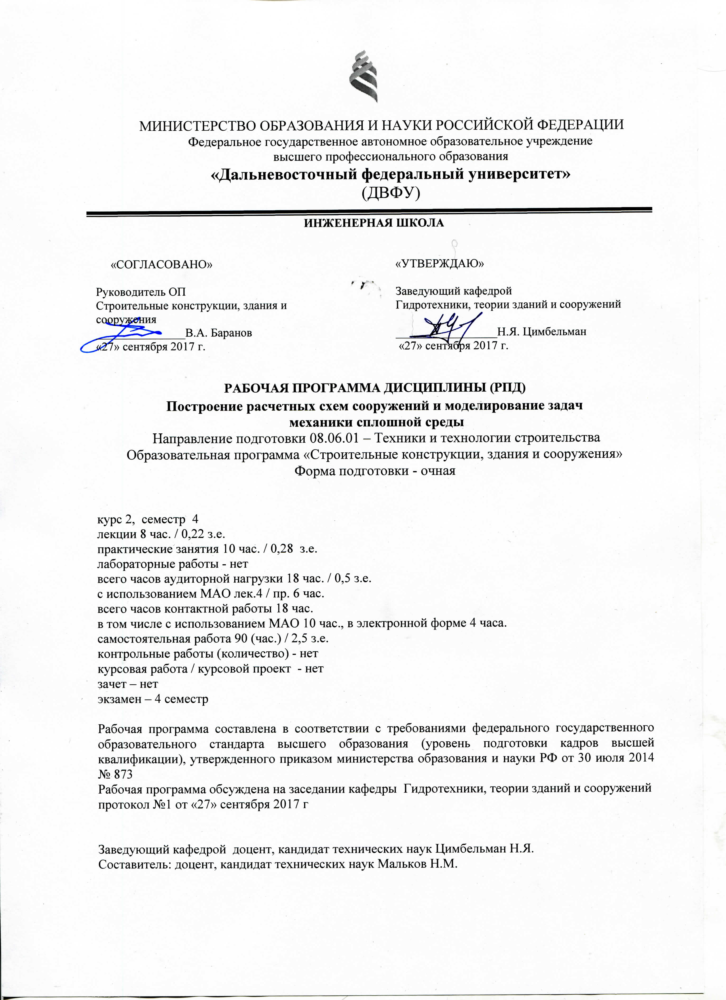 МИНИСТЕРСТВО ОБРАЗОВАНИЯ И НАУКИ РОССИЙСКОЙ ФЕДЕРАЦИИ
Федеральное государственное автономное образовательное учреждение
высшего профессионального образования
«Дальневосточный федеральный университет»
(ДВФУ)
ИНЖЕНЕРНАЯ ШКОЛА
«СОГЛАСОВАНО»
Руководитель ОП
Строительные конструкции, здания и
сооружения
В.А. Баранов
«27» сентября 2017 г.
«УТВЕРЖДАЮ»
Заведующий кафедрой
Гидротехники, теории зданий и сооружений
Н.Я. Цимбельман
«27» сентября 2017 г.
РАБОЧАЯ ПРОГРАММА ДИСЦИПЛИНЫ (РПД)
Построение расчетных схем сооружений и моделирование задач
механики сплошной среды
Направление подготовки 08.06.01 – Техники и технологии строительства
Образовательная программа «Строительные конструкции, здания и сооружения»
Форма подготовки - очная
курс 2, семестр 4
лекции 8 час. / 0,22 з.е.
практические занятия 10 час. / 0,28 з.е.
лабораторные работы - нет
всего часов аудиторной нагрузки 18 час. / 0,5 з.е.
с использованием МАО лек.4 / пр. 6 час.
всего часов контактной работы 18 час.
в том числе с использованием МАО 10 час., в электронной форме 4 часа.
самостоятельная работа 90 (час.) / 2,5 з.е.
контрольные работы (количество) - нет
курсовая работа / курсовой проект - нет
зачет – нет
экзамен – 4 семестр
Рабочая программа составлена в соответствии с требованиями федерального государственного
образовательного стандарта высшего образования (уровень подготовки кадров высшей
квалификации), утвержденного приказом министерства образования и науки РФ от 30 июля 2014
№ 873
Рабочая программа обсуждена на заседании кафедры Гидротехники, теории зданий и сооружений
протокол №1 от «27» сентября 2017 г
Заведующий кафедрой доцент, кандидат технических наук Цимбельман Н.Я.
Составитель: доцент, кандидат технических наук Мальков Н.М.